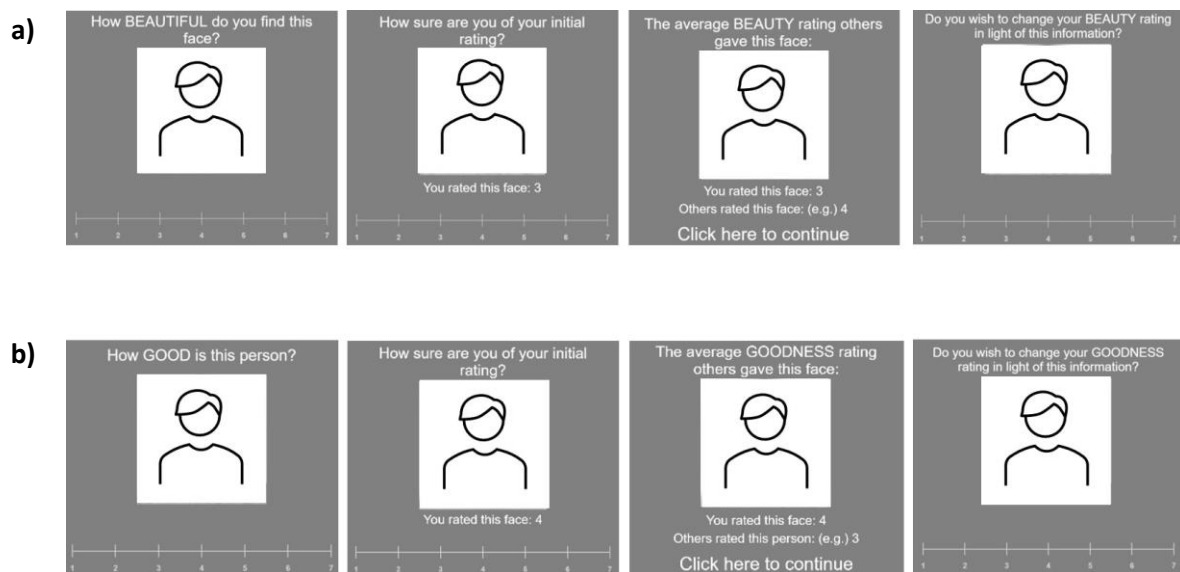 a)
How BEAUTIFUL do you find this
face?
1 2 3 4 5 6 7
How sure are you of your initial
rating?
You rated this face: 3
1 2 3 4 5 6 7
The average BEAUTY rating others
gave this face:
You rated this face: 3
Others rated this face: (e.g.) 4
Click here to continue
Do you wish to change your BEAUTY rating
in light of this information?
1 2 3 4 5 6 7
b)
How GOOD is this person?
1 2 3 4 5 6 7
How sure are you of your initial
rating?
You rated this face: 4
1 2 3 4 5 6 7
The average GOODNESS rating
others gave this face:
You rated this face: 4
Others rated this person: (e.g.) 3
Click here to continue
Do you wish to change your GOODNESS
rating in light of this information?
1 2 3 4 5 6 7